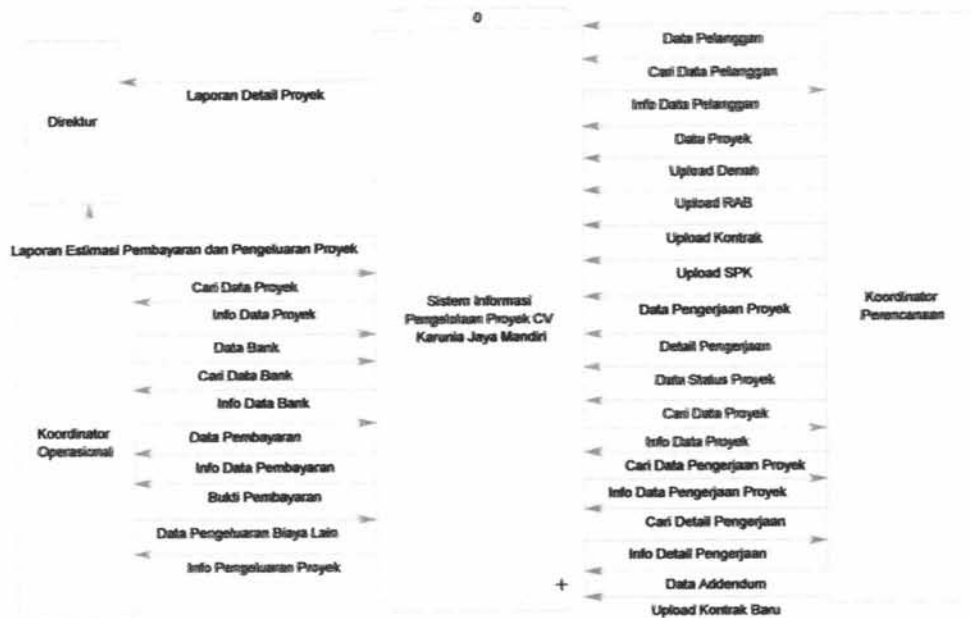 0
Direktur
Laporan Detail Proyek
Laporan Estimasi Pembayaran dan Pengeluaran Proyek
Cari Data Proyek
Info Data Proyek
Data Bank
Cari Data Bank
Info Data Bank
Koordinator
Operasional
Data Pembayaran
Info Data Pembayaran
Bukti Pembayaran
Data Pengeluaran Biaya Lain
Info Pengeluaran Proyek
Sistem Informasi
Pengelolaan Proyek CV
Karunia Jaya Mandiri
+
Data Pelanggan
Cari Data Pelanggan
Info Data Pelanggan
Data Proyek
Upload Denah
Upload RAB
Upload Kontrak
Upload SPK
Data Pengerjaan Proyek
Detail Pengerjaan
Data Status Proyek
Cari Data Proyek
Info Data Proyek
Cari Data Pengerjaan Proyek
Info Data Pengerjaan Proyek
Cari Detail Pengerjaan
Info Detail Pengerjaan
Data Addendum
Upload Kontrak Baru
Koordinator
Perencanaan